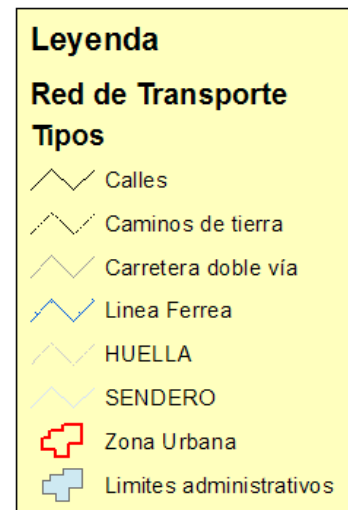 Leyenda
Red de Transporte
Tipos
Calles
Caminos de tierra
Carretera doble vía
Linea Ferrea
HUELLA
SENDERO
Zona Urbana
Limites administrativos